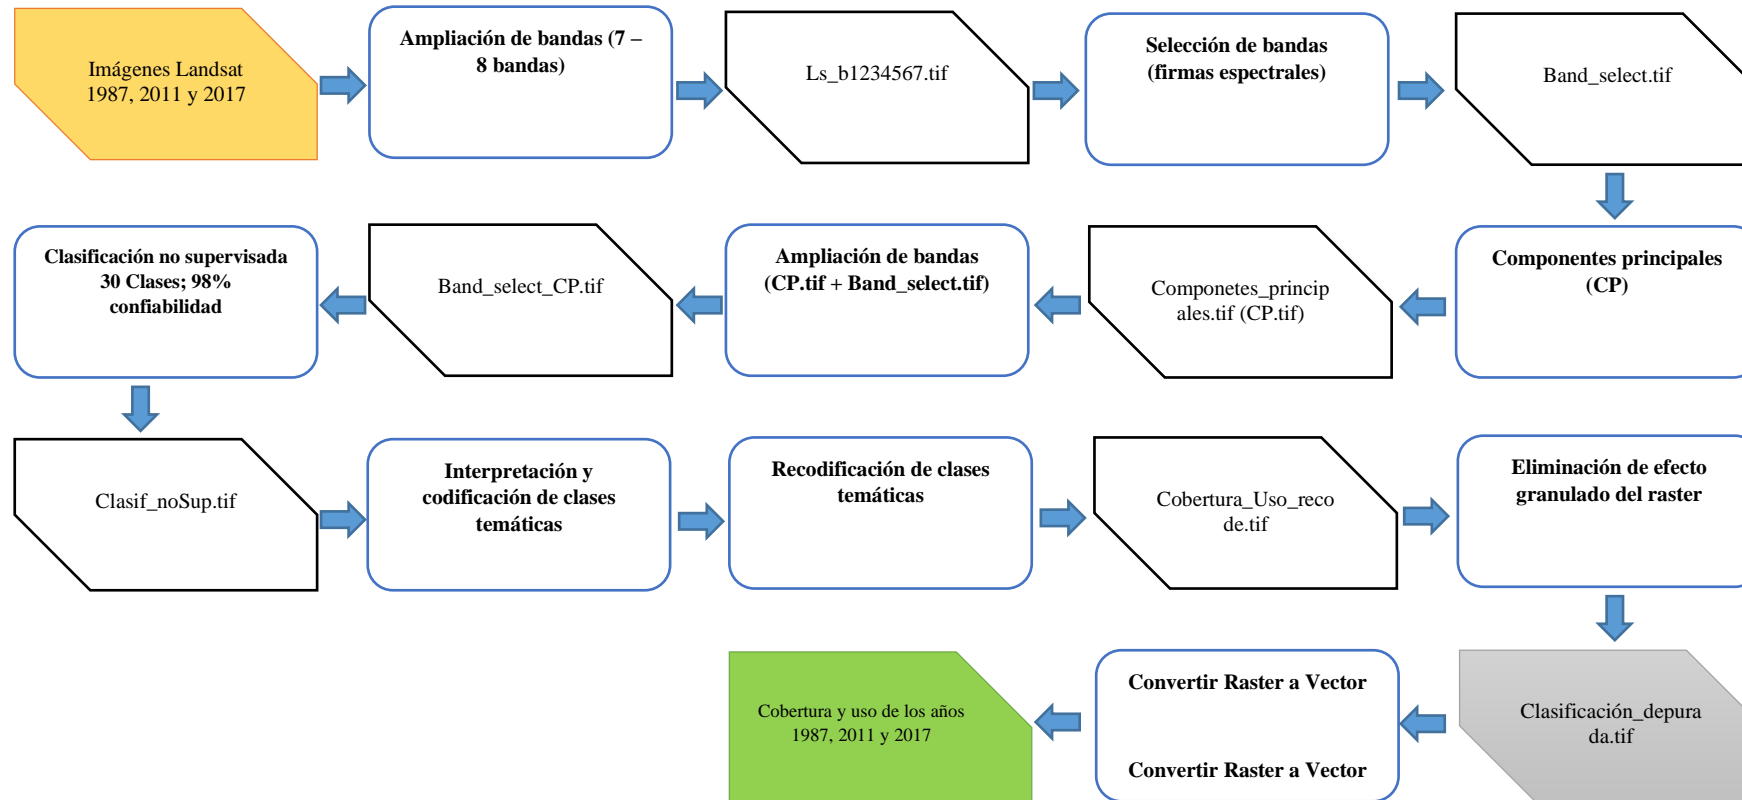 Imágenes Landsat
1987, 2011 y 2017
Ampliación de bandas (7 –
8 bandas)
Ls_b1234567.tif
Selección de bandas
(firmas espectrales)
Band_select.tif
Componentes principales
(CP)
Componetes_princip
ales.tif (CP.tif)
Ampliación de bandas
(CP.tif + Band_select.tif)
Band_select_CP.tif
Clasificación no supervisada
30 Clases; 98%
confiabilidad
Clasif_noSup.tif
Interpretación y
codificación de clases
temáticas
Recodificación de clases
temáticas
Cobertura_Uso_reco
de.tif
Eliminación de efecto
granulado del raster
Clasificación_depura
da.tif
Convertir Raster a Vector
Convertir Raster a Vector
Cobertura y uso de los años
1987, 2011 y 2017